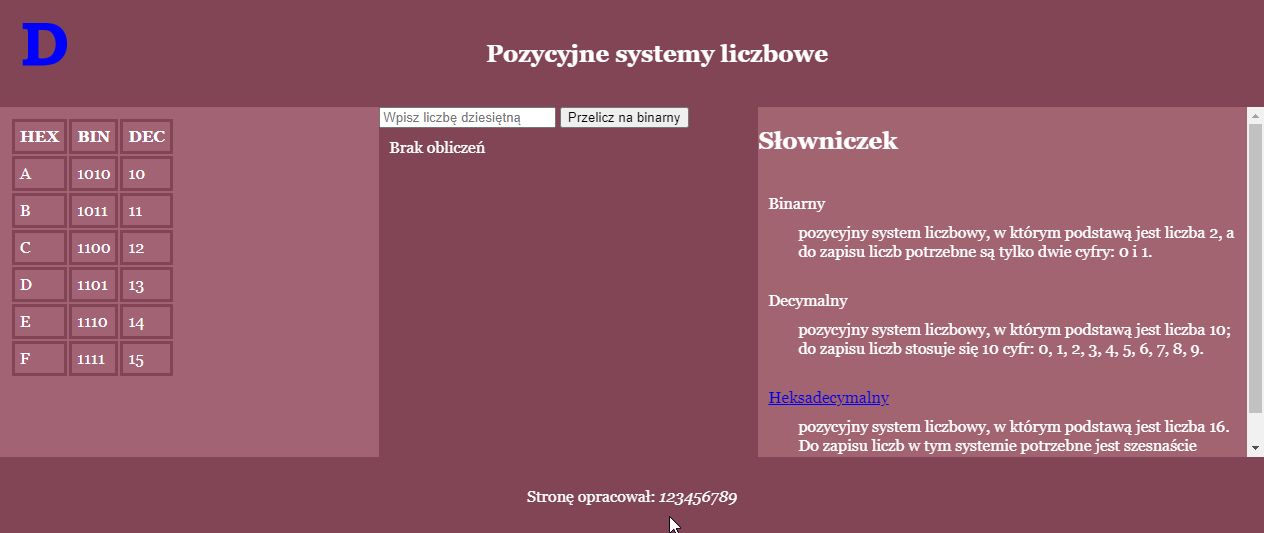 D
Pozycyjne systemy liczbowe
HEX BIN DEC
A 1010 10
B 1011 11
C 1100 12
D 1101 13
E 1110 14
F 1111 15
Wpisz liczbę dziesiętną Przelicz na binarny
Brak obliczeń
Słowniczek
Binarny
pozycyjny system liczbowy, w którym podstawą jest liczba 2, a
do zapisu liczb potrzebne są tylko dwie cyfry: 0 i 1.
Decymalny
pozycyjny system liczbowy, w którym podstawą jest liczba 10;
do zapisu liczb stosuje się 10 cyfr: 0, 1, 2, 3, 4, 5, 6, 7, 8, 9.
Heksadecymalny
pozycyjny system liczbowy, w którym podstawą jest liczba 16.
Do zapisu liczb w tym systemie potrzebne jest szesnaście
Stronę opracował: 123456789